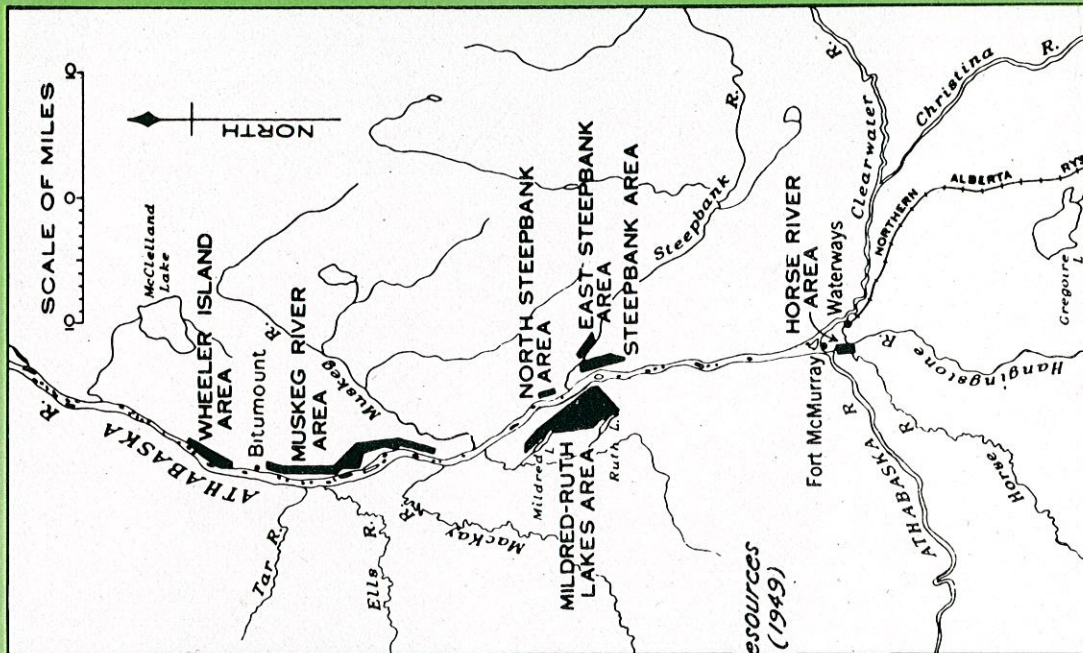 SCALE OF MILES
10
0
10
NORTH
ATHABASKA R.
McClelland
Lake
WHEELER ISLAND
AREA
Bitumount
MUSKEG RIVER
AREA
Muskeg R.
Tar R.
Ells R.
MacKay R.
NORTH STEEPBANK
AREA
EAST STEEPBANK
AREA
STEEPBANK AREA
Steepbank R.
Mildred L.
Ruth L.
MILDRED-RUTH
LAKES AREA
esources
(1949)
HORSE RIVER
AREA
Waterways
Fort McMurray
Clearwater R.
Christina R.
NORTHERN ALBERTA RYS
ATHABASKA R
Horse R.
Hangingstone R.
Gregoire
L.